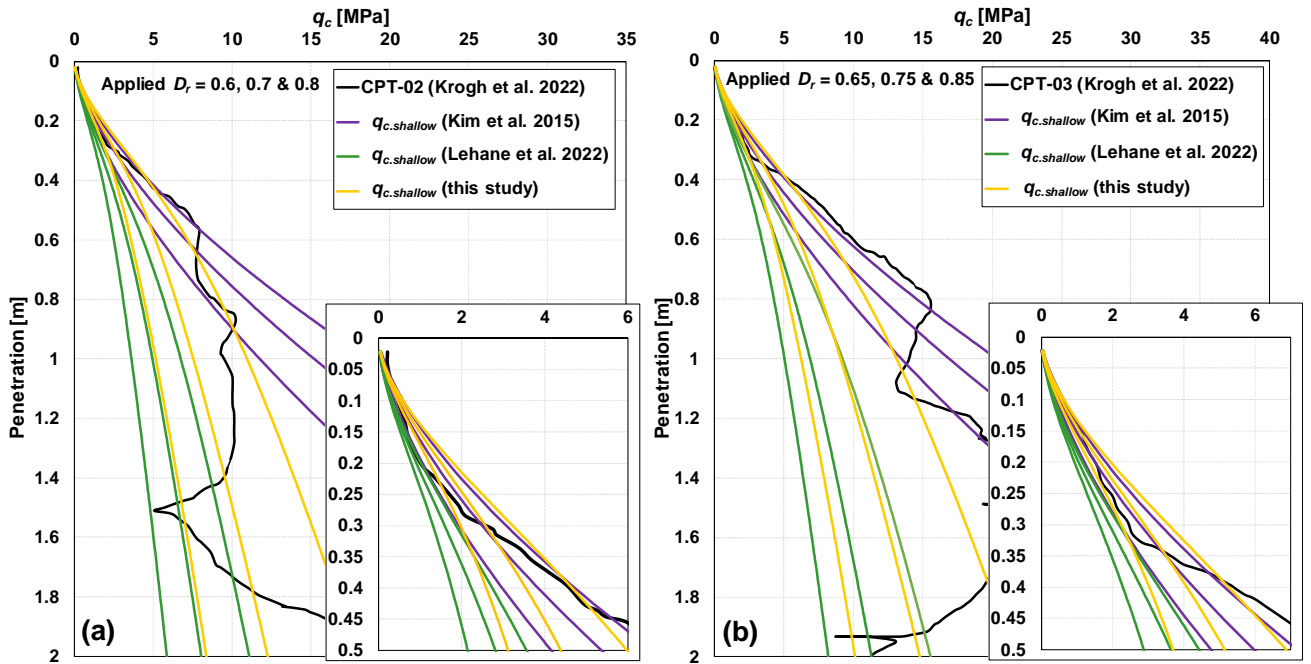 q_c [MPa]
0 5 10 15 20 25 30 35
Applied D_r = 0.6, 0.7 & 0.8
CPT-02 (Krogh et al. 2022)
q_c.shallow (Kim et al. 2015)
q_c.shallow (Lehane et al. 2022)
q_c.shallow (this study)
Penetration [m]
0
0.2
0.4
0.6
0.8
1
1.2
1.4
1.6
1.8
2
(a)
0 2 4 6
0
0.05
0.1
0.15
0.2
0.25
0.3
0.35
0.4
0.45
0.5
q_c [MPa]
0 5 10 15 20 25 30 35 40
Applied D_r = 0.65, 0.75 & 0.85
CPT-03 (Krogh et al. 2022)
q_c.shallow (Kim et al. 2015)
q_c.shallow (Lehane et al. 2022)
q_c.shallow (this study)
Penetration [m]
0
0.2
0.4
0.6
0.8
1
1.2
1.4
1.6
1.8
2
(b)
0 2 4 6
0
0.05
0.1
0.15
0.2
0.25
0.3
0.35
0.4
0.45
0.5